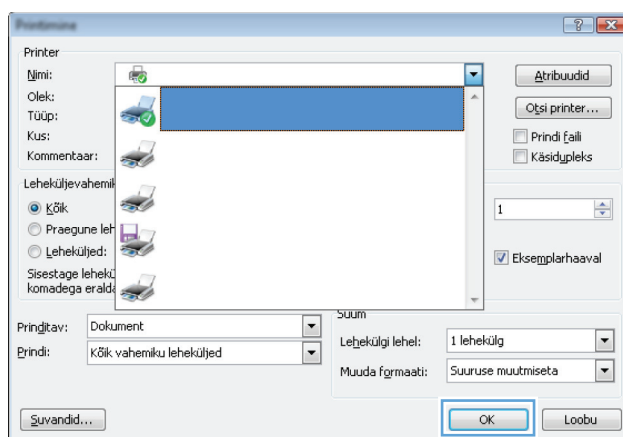 Printimine
Printer
Nimi:
Atribuudid
Olek:
Otsi printer...
Tüüp:
Kus:
Prindi faili
Kommentaar:
Käsidupleks
Leheküljevahemik
Kõik
1
Praegune leh
Leheküljed:
Eksemplarhaaval
Sisestage lehekü
komadega eralda
Suum
Prinditav: Dokument
Lehekülgi lehel: 1 lehekülg
Prindi: Kõik vahemiku leheküljed
Muuda formaati: Suuruse muutmiseta
Suvandid...
OK
Loobu